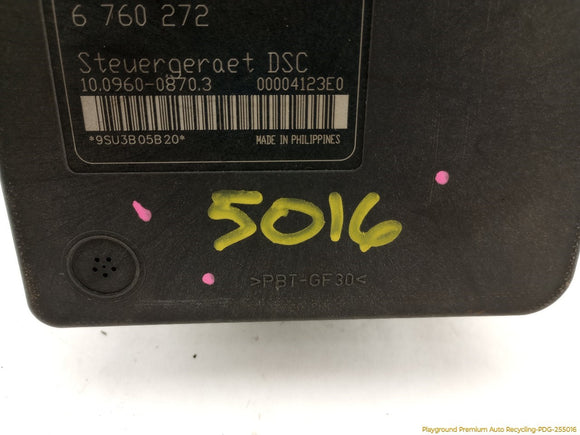 6 760 272
Steuergeraet DSC
10.0960-0870.3 00004123E0
*9SU3B05B20*
MADE IN PHILIPPINES
5016
>PBT-GF30<
Playground Premium Auto Recycling-PDG-255016